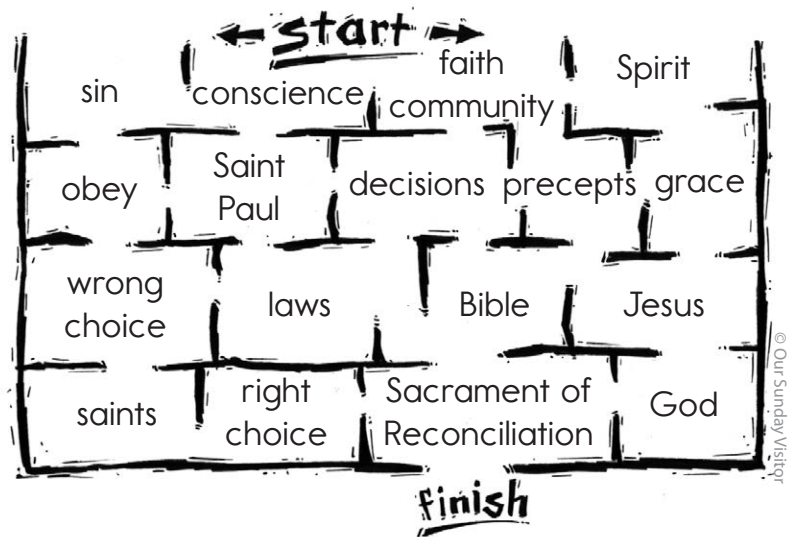 start
sin
conscience
faith
community
Spirit
obey
Saint
Paul
decisions
precepts
grace
wrong
choice
laws
Bible
Jesus
saints
right
choice
Sacrament of
Reconciliation
God
finish
© Our Sunday Visitor